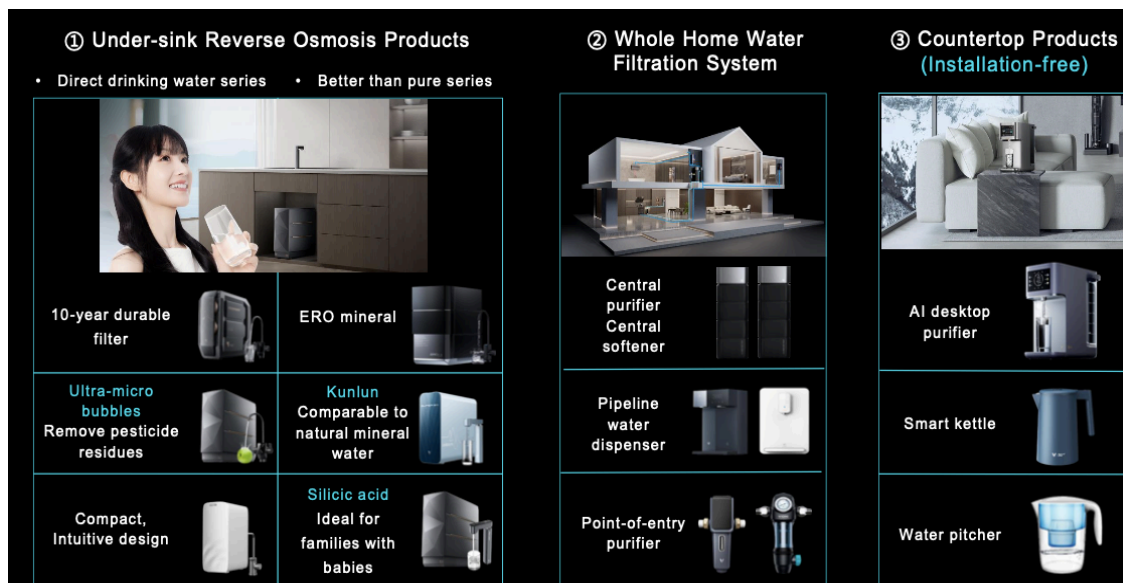 ① Under-sink Reverse Osmosis Products
• Direct drinking water series
• Better than pure series
10-year durable
filter
ERO mineral
Ultra-micro
bubbles
Remove pesticide
residues
Kunlun
Comparable to
natural mineral
water
Compact,
Intuitive design
Silicic acid
Ideal for
families with
babies
② Whole Home Water
Filtration System
Central
purifier
Central
softener
Pipeline
water
dispenser
Point-of-entry
purifier
③ Countertop Products
(Installation-free)
AI desktop
purifier
Smart kettle
Water pitcher